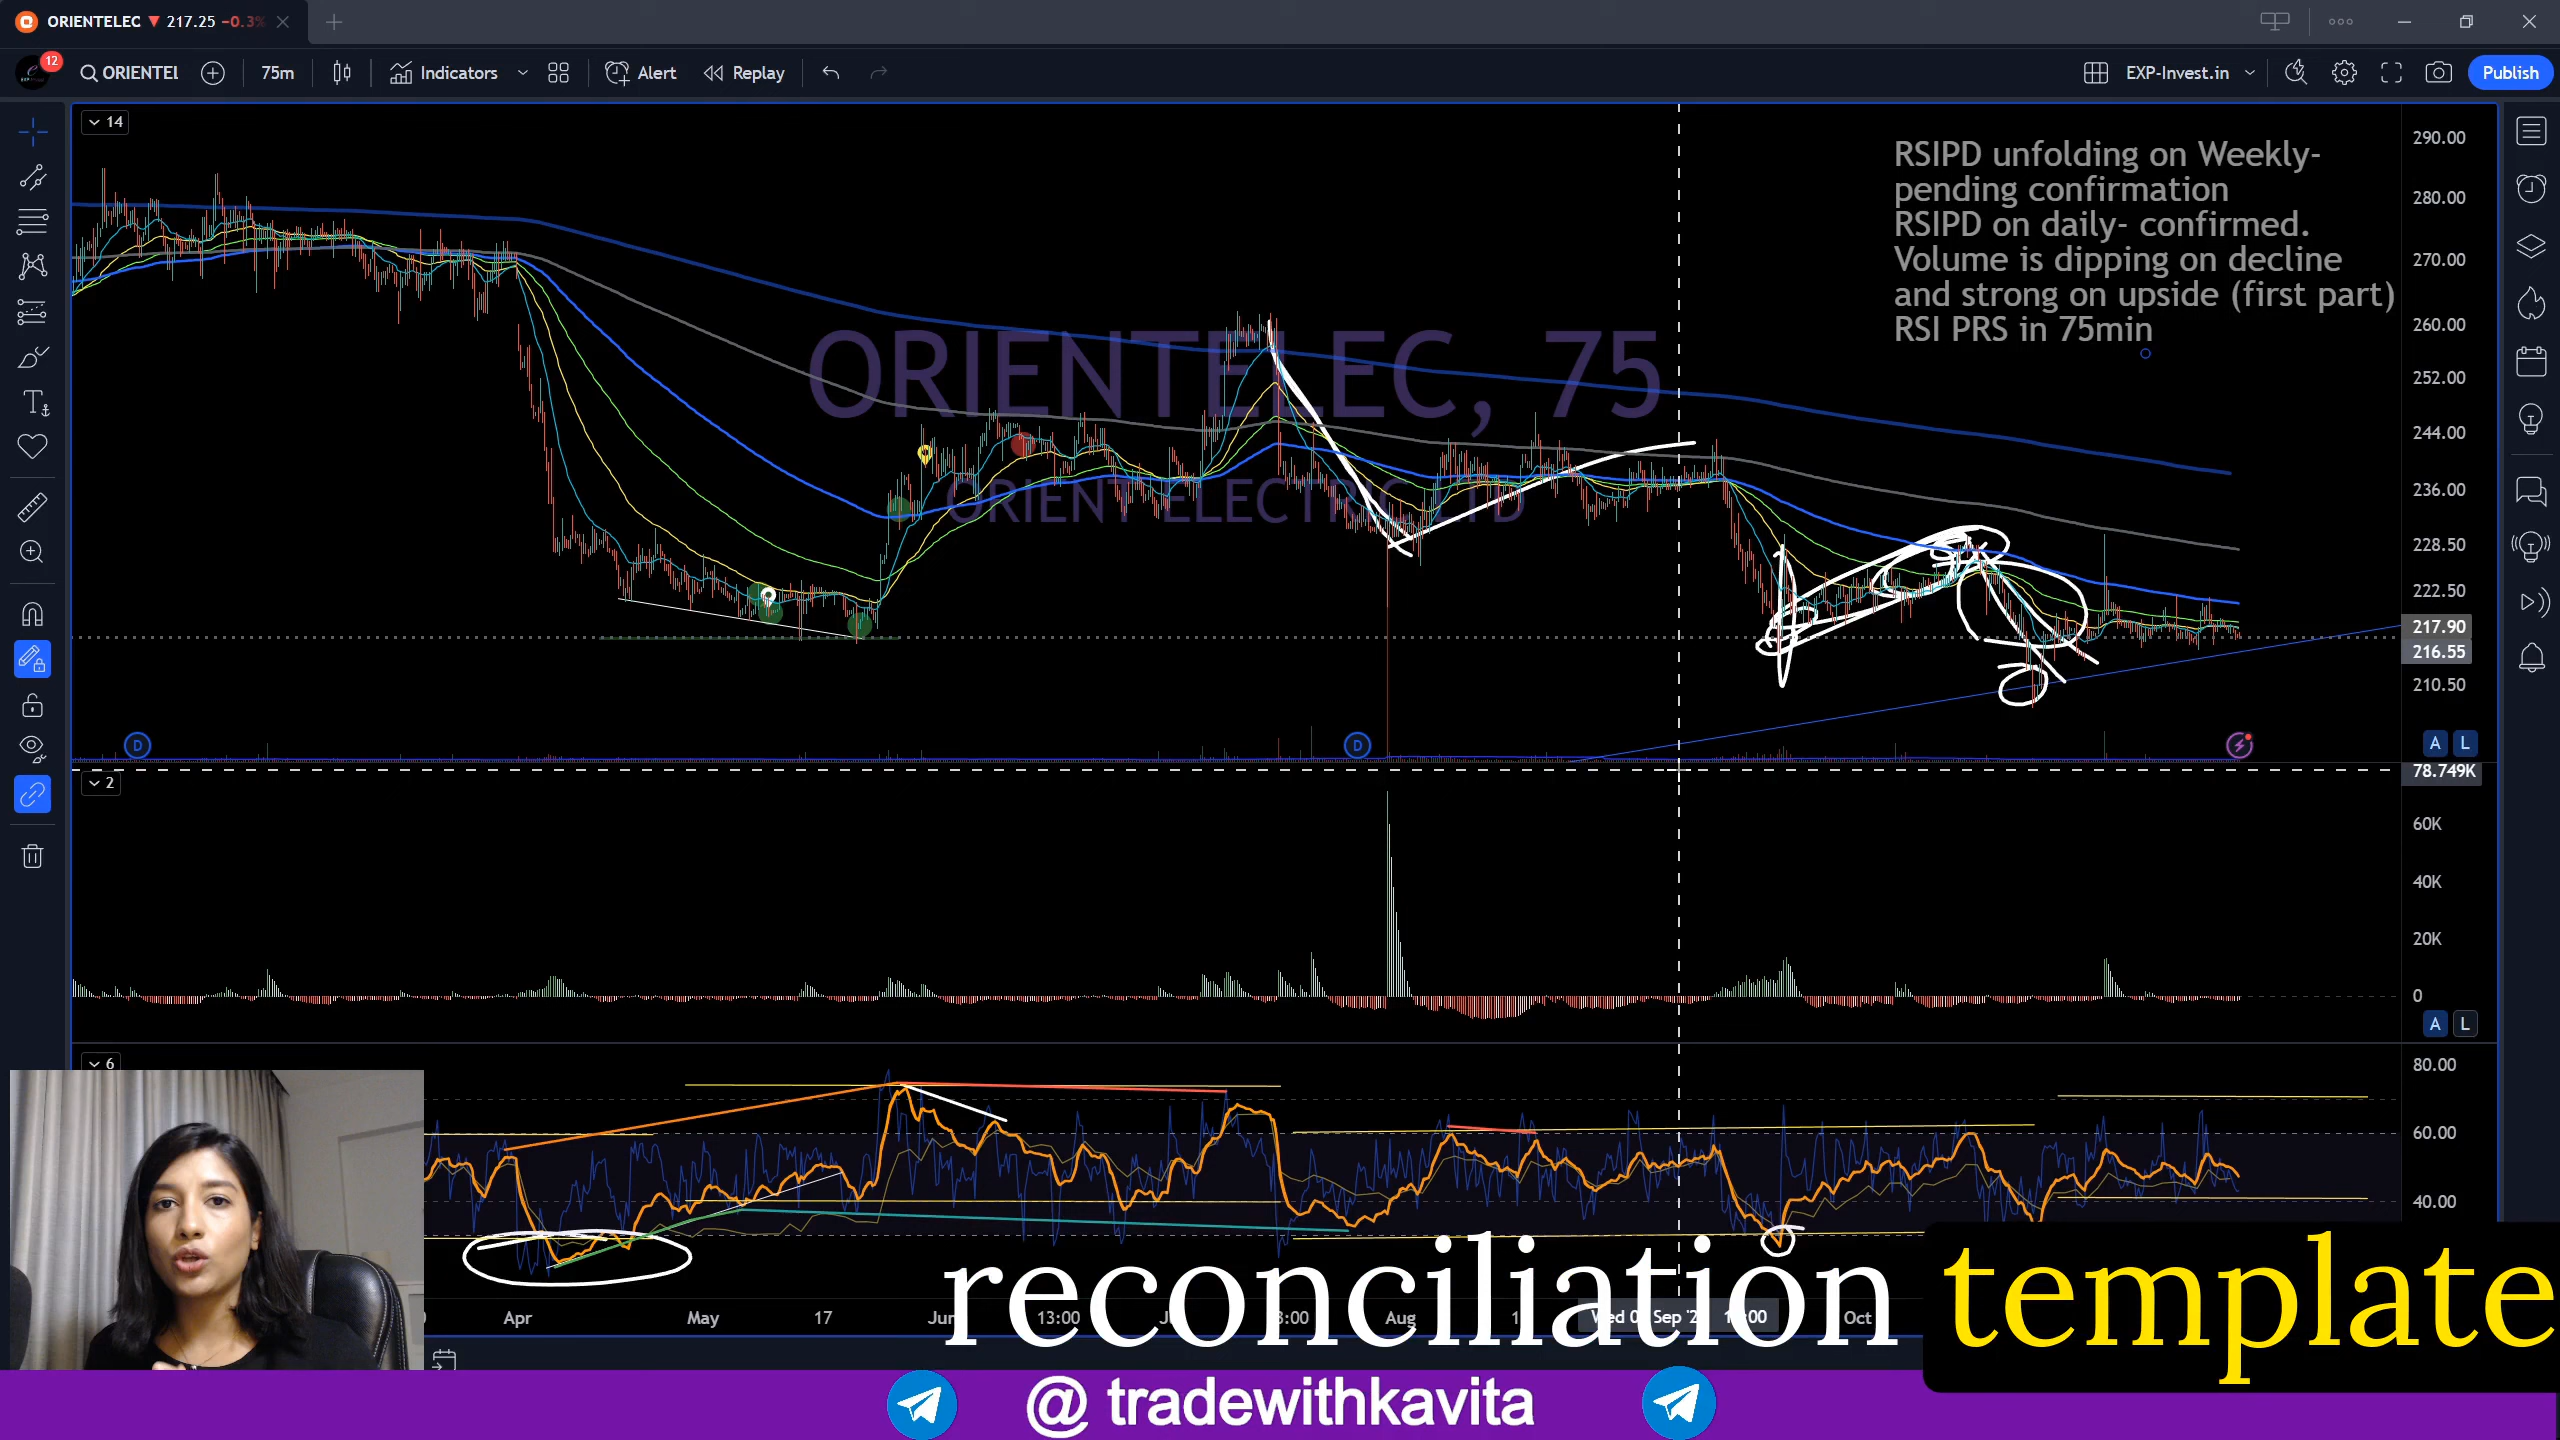 ORIENTELEC ▼ 217.25 −0.3%
12
ORIENTEL
75m
Indicators
Alert
Replay
EXP-Invest.in
Publish
14
RSIPD unfolding on Weekly-
pending confirmation
RSIPD on daily- confirmed.
Volume is dipping on decline
and strong on upside (first part)
RSI PRS in 75min
ORIENTELEC, 75
ORIENT ELECTRIC LTD
290.00
280.00
270.00
260.00
252.00
244.00
236.00
228.50
222.50
217.90
216.55
210.50
D
D
A L
2
78.749K
60K
40K
20K
0
A L
6
80.00
60.00
40.00
Apr
May
17
13:00
Aug
Oct
reconciliation template
@ tradewithkavita